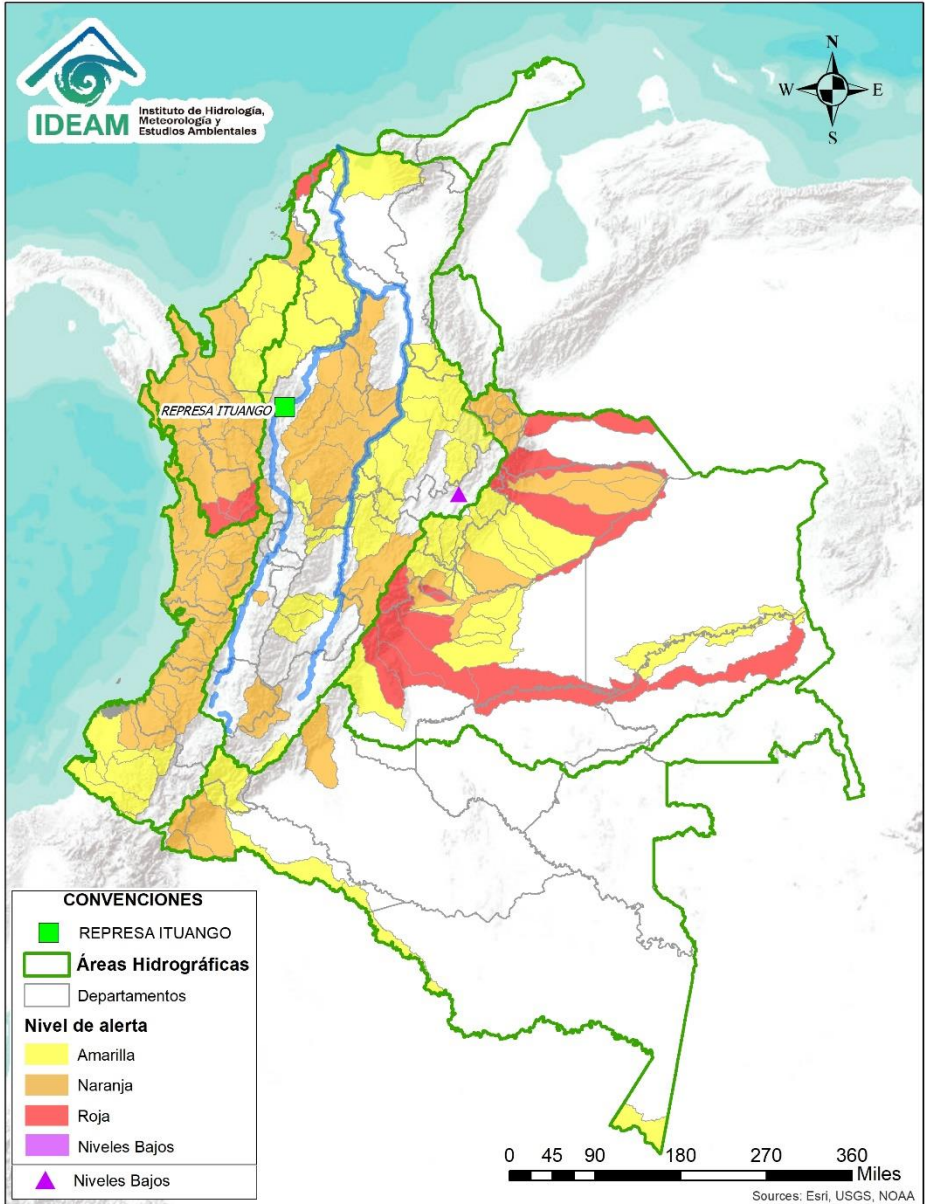 IDEAM
Instituto de Hidrología,
Meteorología y
Estudios Ambientales
N
W
E
S
REPRESA ITUANGO
CONVENCIONES
REPRESA ITUANGO
Áreas Hidrográficas
Departamentos
Nivel de alerta
Amarilla
Naranja
Roja
Niveles Bajos
Niveles Bajos
0 45 90 180 270 360
Miles
Sources: Esri, USGS, NOAA